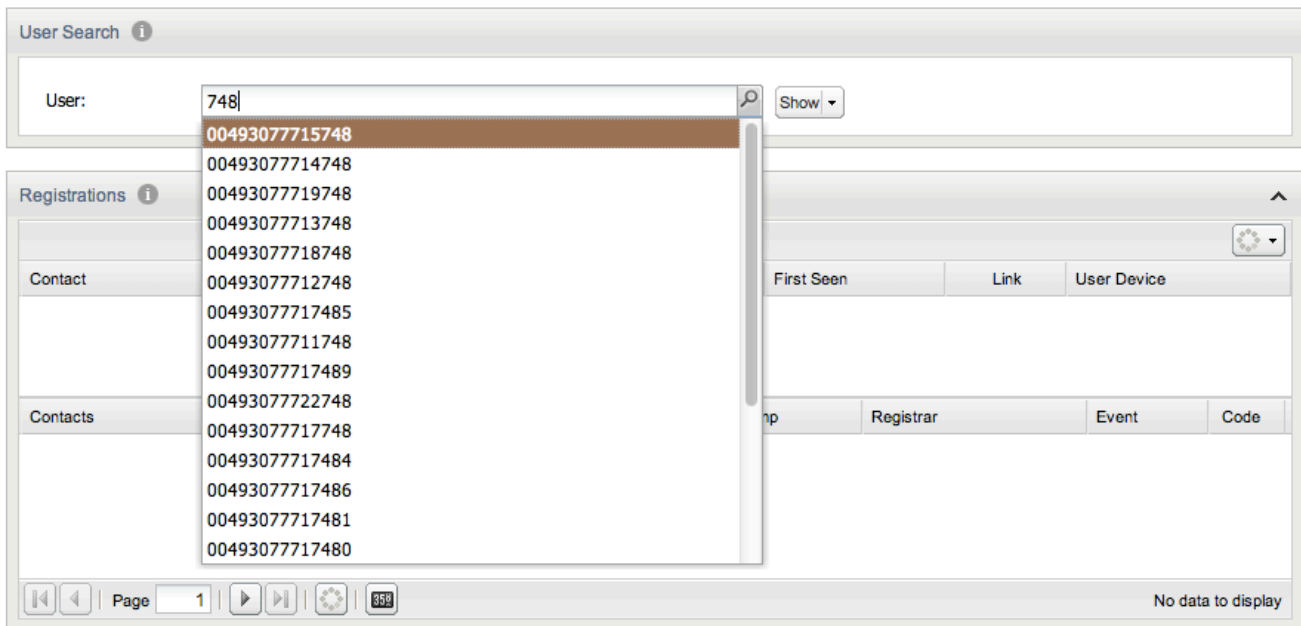 User Search
User: 748 Show
00493077715748
00493077714748
Registrations 00493077719748
00493077713748
00493077718748
Contact 00493077712748 First Seen Link User Device
00493077717485
00493077711748
00493077717489
00493077722748
Contacts Registrar Event Code
00493077717748
00493077717484
00493077717486
00493077717481
00493077717480
Page 1 No data to display